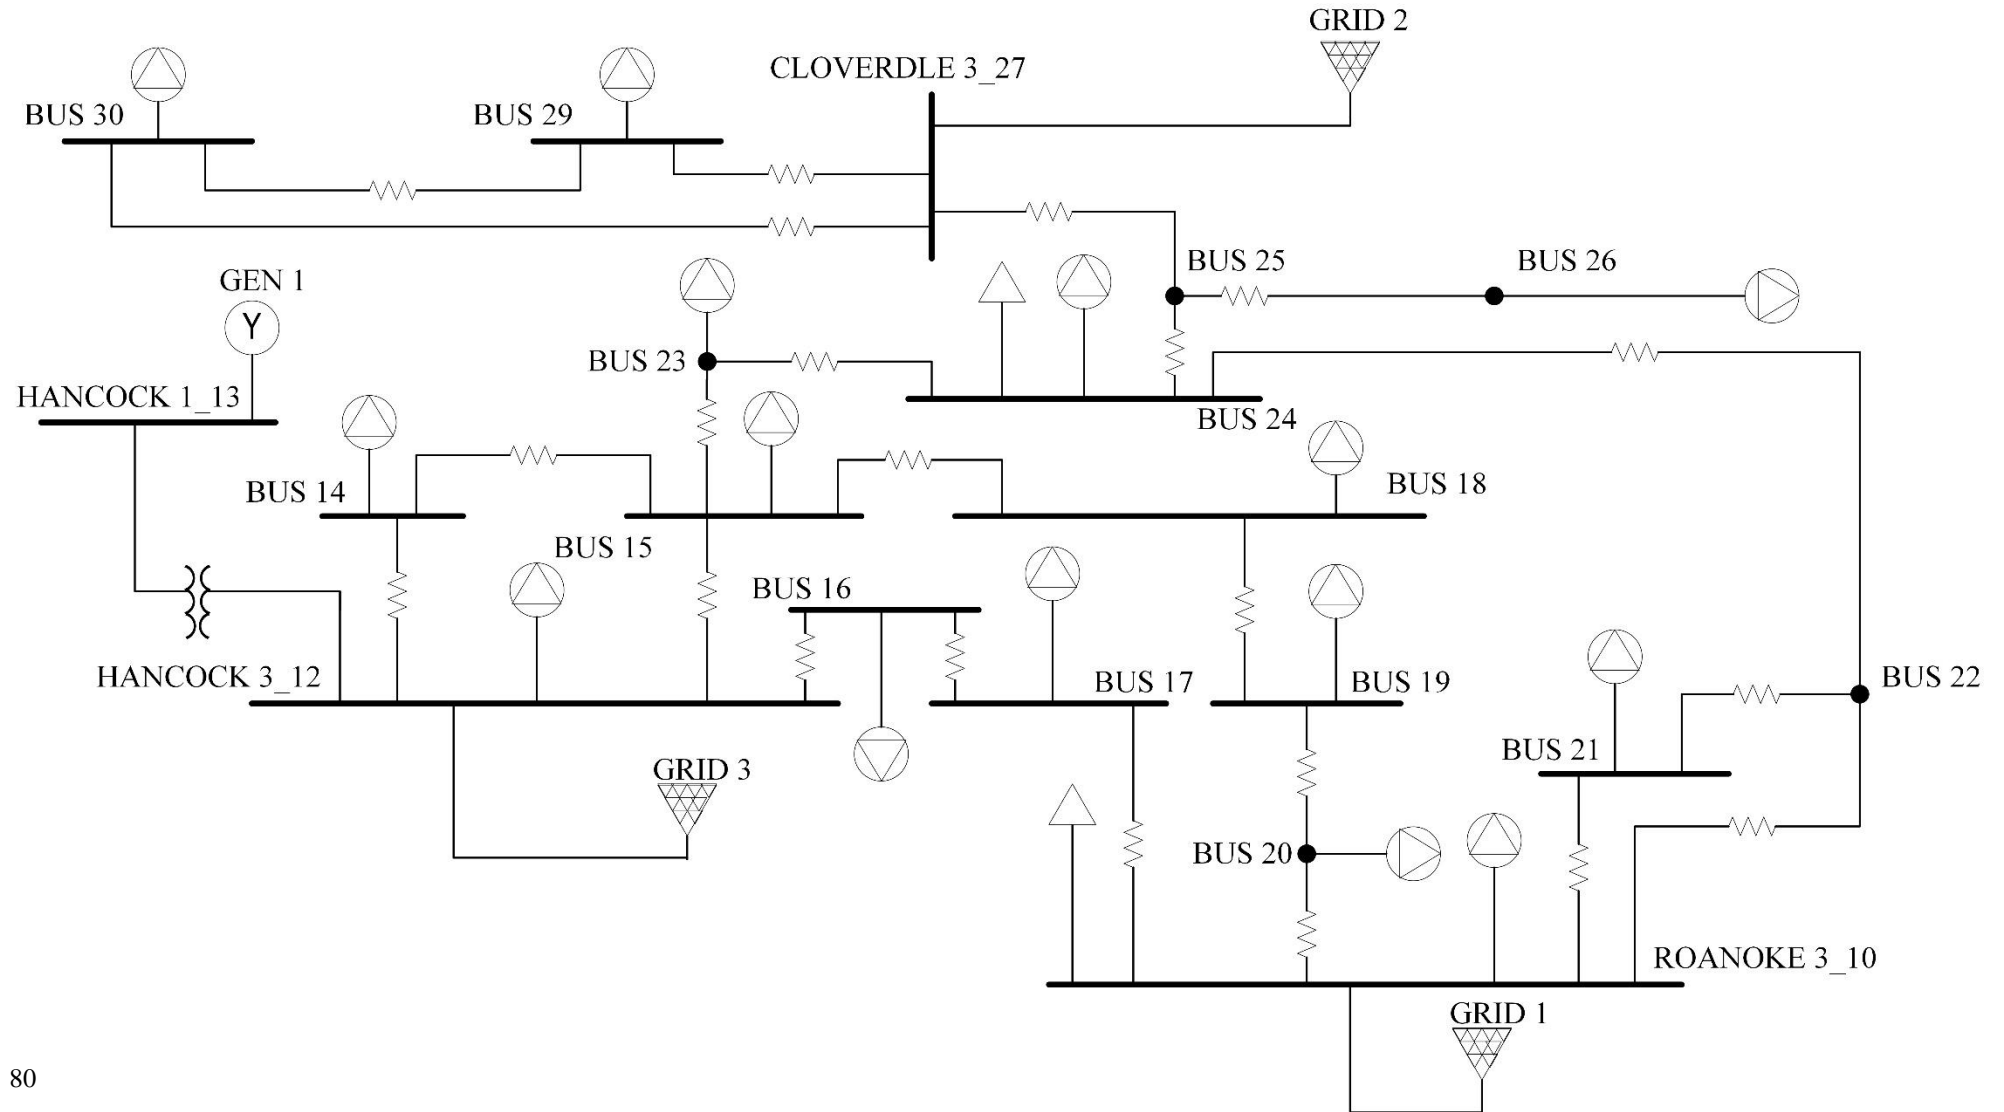 GRID 2
CLOVERDLE 3_27
BUS 30
BUS 29
BUS 25
BUS 26
GEN 1
Y
BUS 23
HANCOCK 1_13
BUS 24
BUS 14
BUS 18
BUS 15
BUS 16
HANCOCK 3_12
BUS 17
BUS 19
BUS 22
BUS 21
GRID 3
BUS 20
ROANOKE 3_10
GRID 1
80